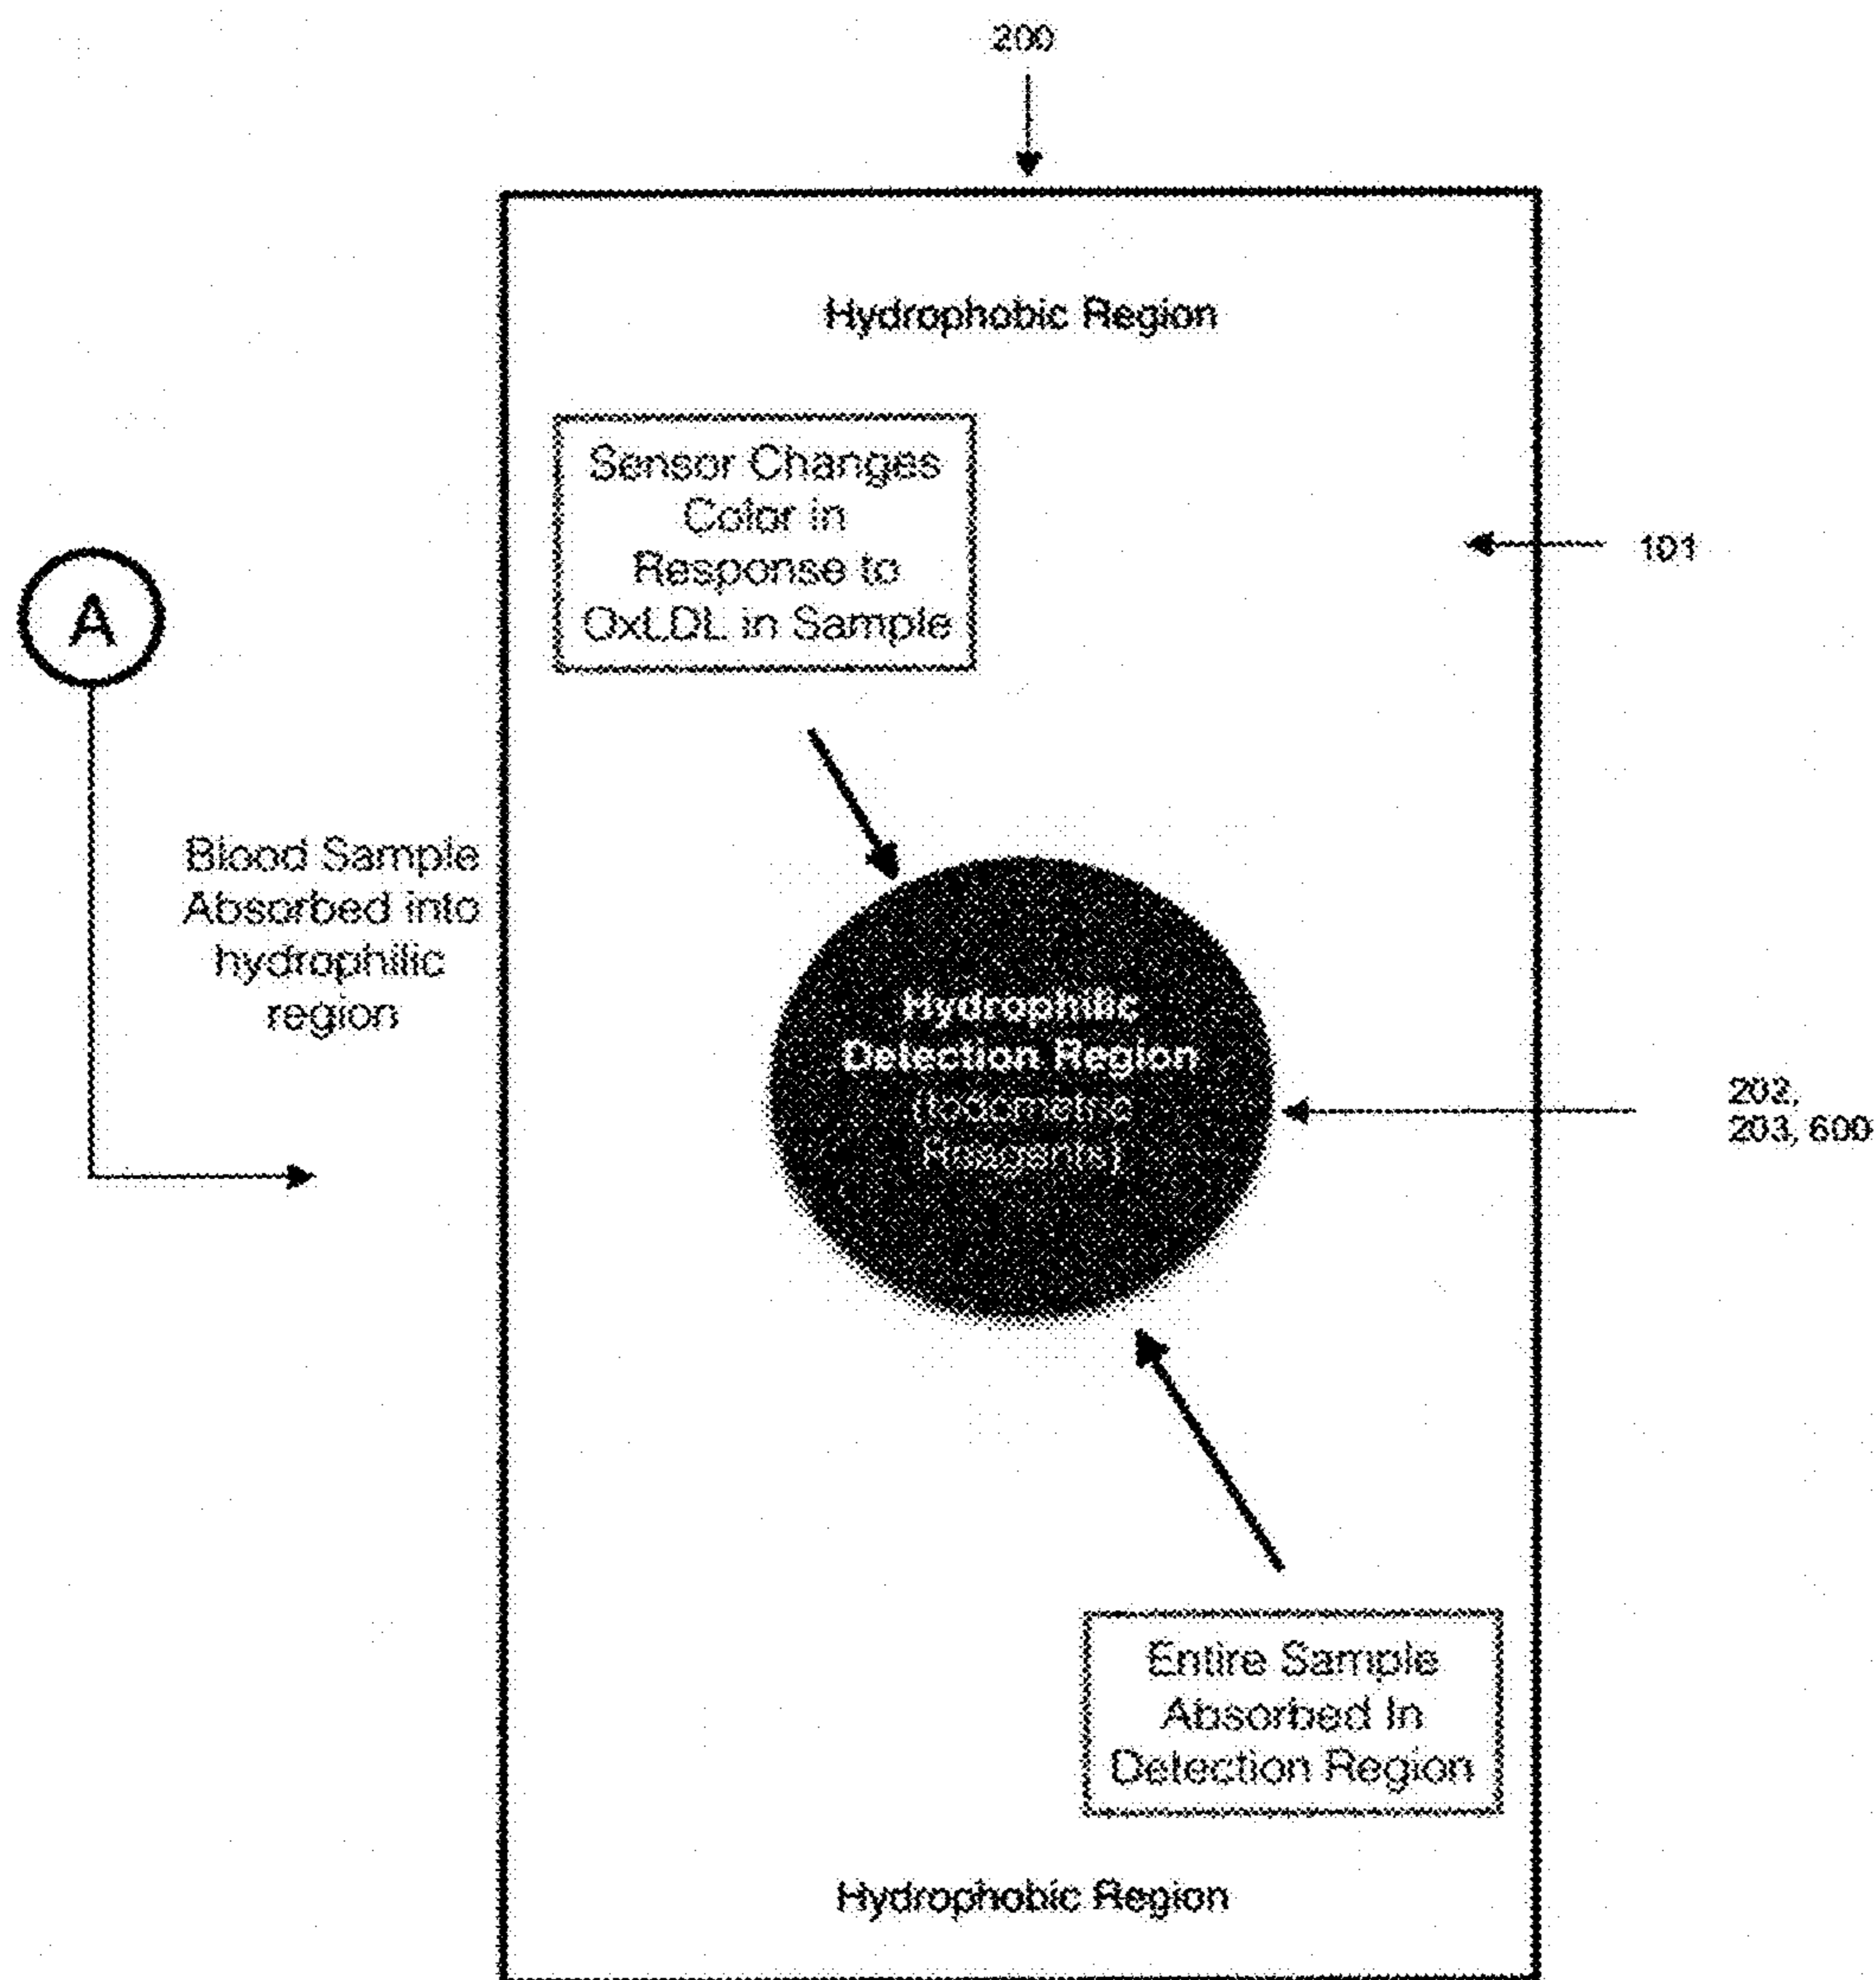 200
Hydrophobic Region
Sensor Changes
Color in
Response to
OxLDL in Sample
101
A
Blood Sample
Absorbed into
hydrophilic
region
Hydrophilic
Detection Region
(Iodometric
Reagents)
202,
203, 600
Entire Sample
Absorbed In
Detection Region
Hydrophobic Region